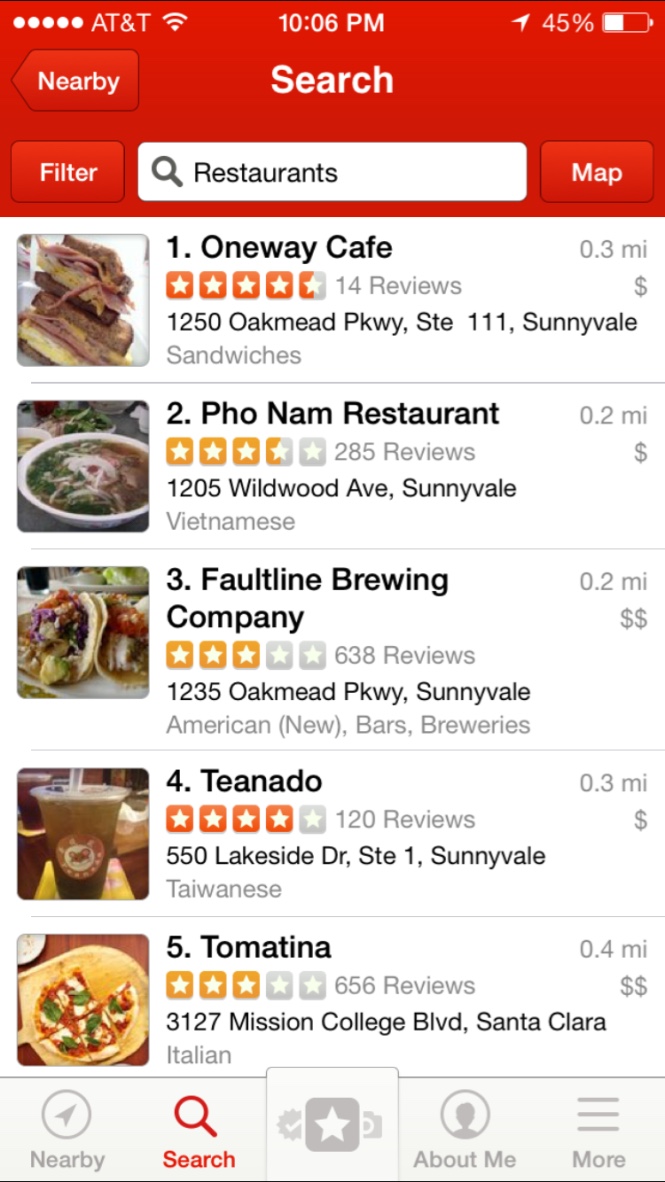 AT&T 10:06 PM 45%
Nearby Search
Filter Restaurants Map
1. Oneway Cafe 0.3 mi
14 Reviews $
1250 Oakmead Pkwy, Ste 111, Sunnyvale
Sandwiches
2. Pho Nam Restaurant 0.2 mi
285 Reviews $
1205 Wildwood Ave, Sunnyvale
Vietnamese
3. Faultline Brewing 0.2 mi
Company $$
638 Reviews
1235 Oakmead Pkwy, Sunnyvale
American (New), Bars, Breweries
4. Teanado 0.3 mi
120 Reviews $
550 Lakeside Dr, Ste 1, Sunnyvale
Taiwanese
5. Tomatina 0.4 mi
656 Reviews $$
3127 Mission College Blvd, Santa Clara
Italian
Nearby Search About Me More